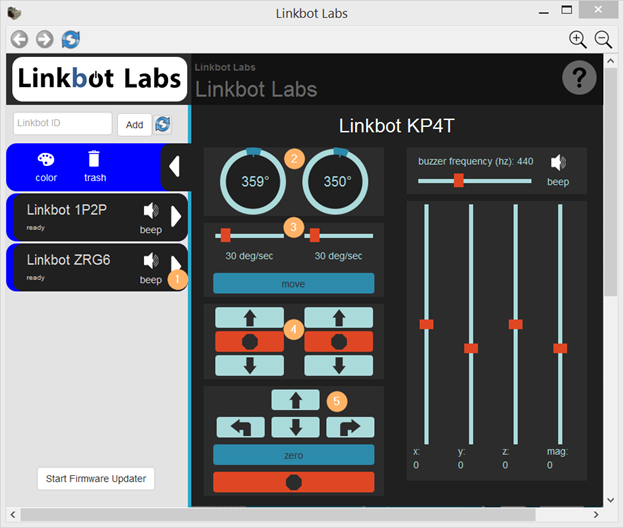 Linkbot Labs
Linkbot Labs
Linkbot Labs
Linkbot Labs
?
Linkbot ID
Add
color
trash
Linkbot 1P2P
ready
beep
Linkbot ZRG6
ready
beep
1
Start Firmware Updater
Linkbot KP4T
2
359°
350°
3
30 deg/sec
30 deg/sec
move
4
5
zero
buzzer frequency (hz): 440
beep
x: y: z: mag:
0 0 0 0